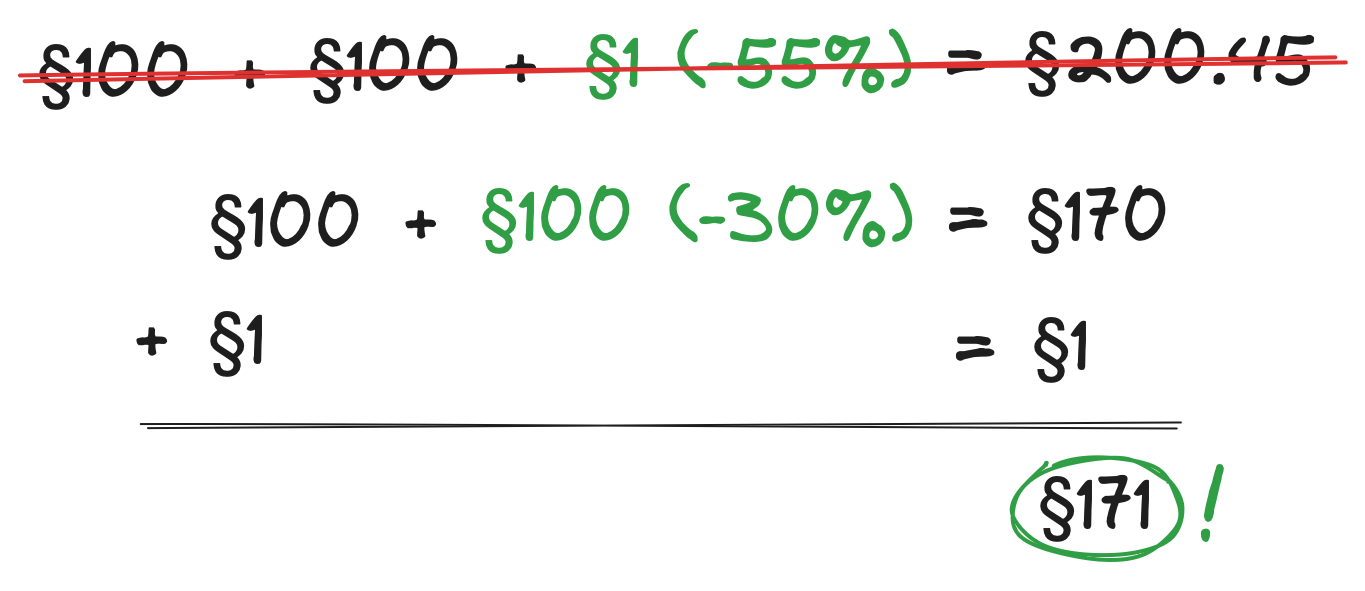 §100 + §100 + §1 (-55%) = §200.45
§100 + §100 (-30%) = §170
+ §1 = §1
§171 !